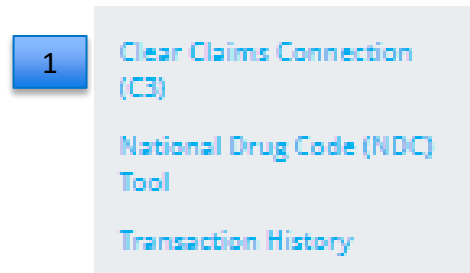 1
Clear Claims Connection
(C3)
National Drug Code (NDC)
Tool
Transaction History